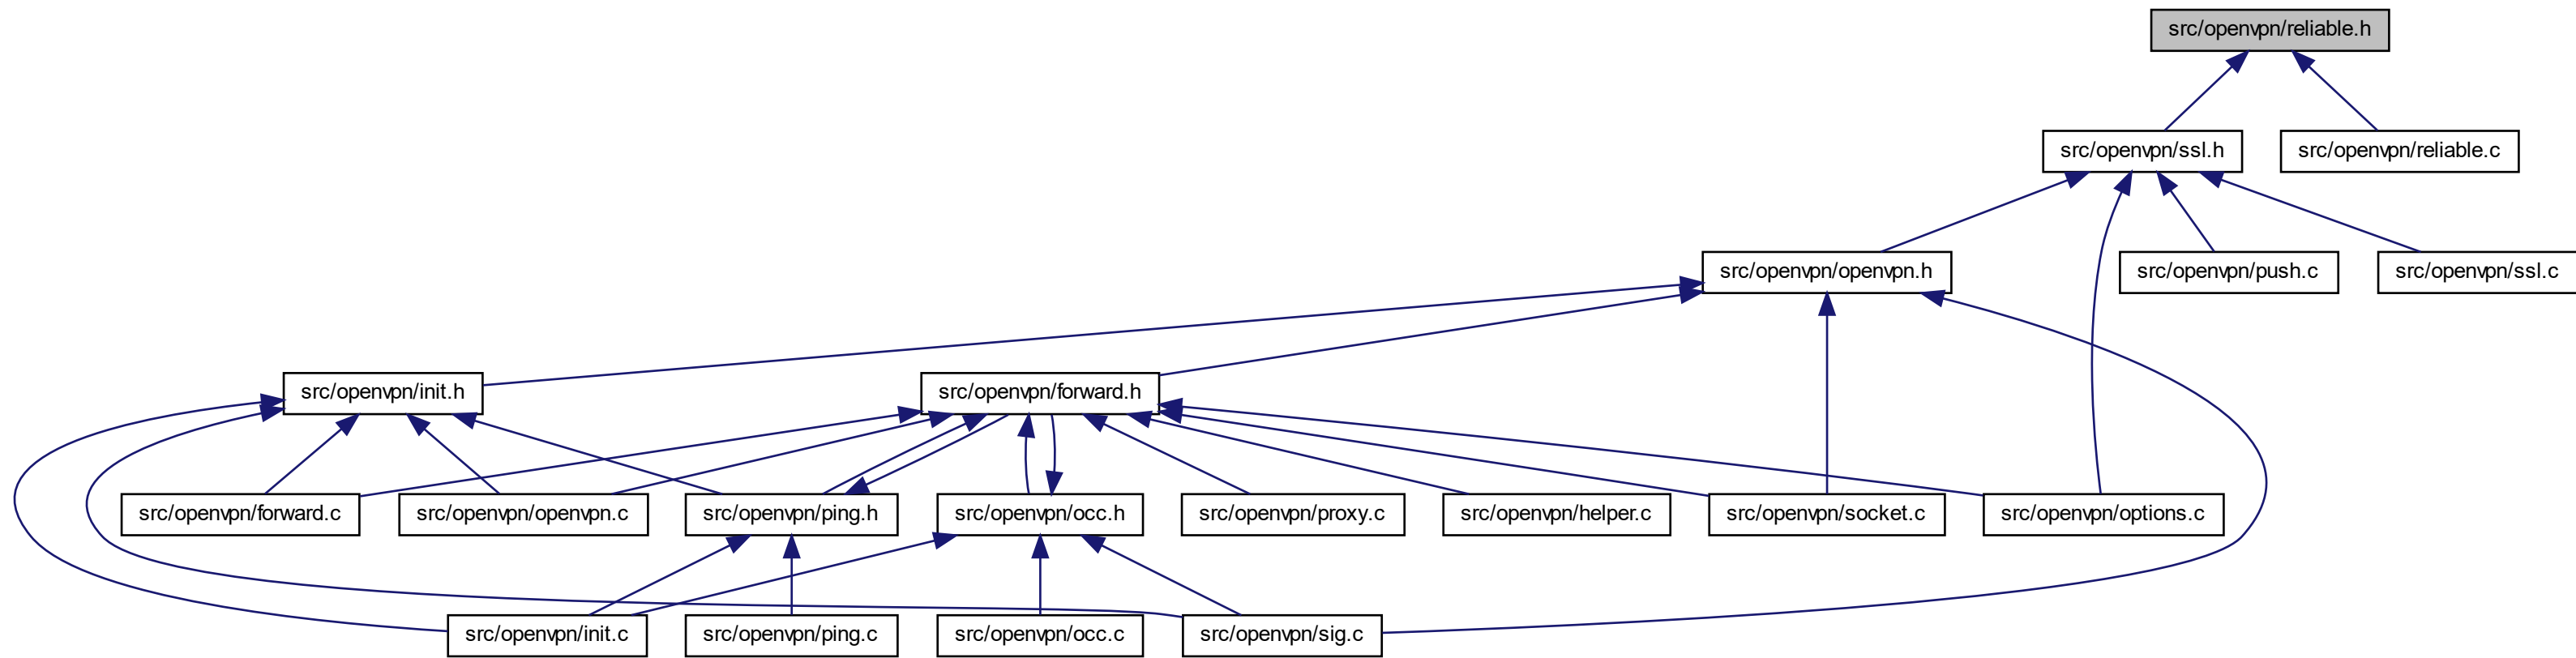 src/openvpn/reliable.h
src/openvpn/ssl.h
src/openvpn/reliable.c
src/openvpn/openvpn.h
src/openvpn/push.c
src/openvpn/ssl.c
src/openvpn/init.h
src/openvpn/forward.h
src/openvpn/forward.c
src/openvpn/openvpn.c
src/openvpn/ping.h
src/openvpn/occ.h
src/openvpn/proxy.c
src/openvpn/helper.c
src/openvpn/socket.c
src/openvpn/options.c
src/openvpn/init.c
src/openvpn/ping.c
src/openvpn/occ.c
src/openvpn/sig.c